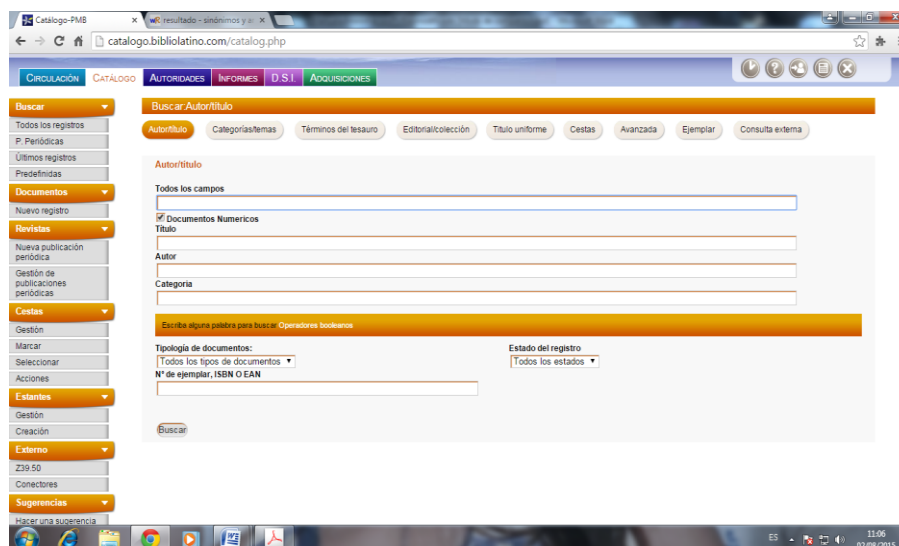 Catálogo-PMB
resultado - sinónimos y a
catalogo.bibliolatino.com/catalog.php
Circulación Catálogo Autoridades Informes D.S.I. Adquisiciones
Buscar
Todos los registros
P. Periódicas
Últimos registros
Predefinidas
Documentos
Nuevo registro
Revistas
Nueva publicación
periódica
Gestión de
publicaciones
periódicas
Cestas
Gestión
Marcar
Seleccionar
Acciones
Estantes
Gestión
Creación
Externo
Z39.50
Conectores
Sugerencias
Hacer una sugerencia
Buscar:Autor/título
Autor/título Categorías/temas Términos del tesauro Editorial/colección Título uniforme Cestas Avanzada Ejemplar Consulta externa
Autor/título
Todos los campos
Documentos Numericos
Título
Autor
Categoría
Escriba alguna palabra para buscar Operadores booleanos
Tipología de documentos:
Todos los tipos de documentos
Estado del registro
Todos los estados
Nº de ejemplar, ISBN O EAN
Buscar
ES
11:06
02/08/2015